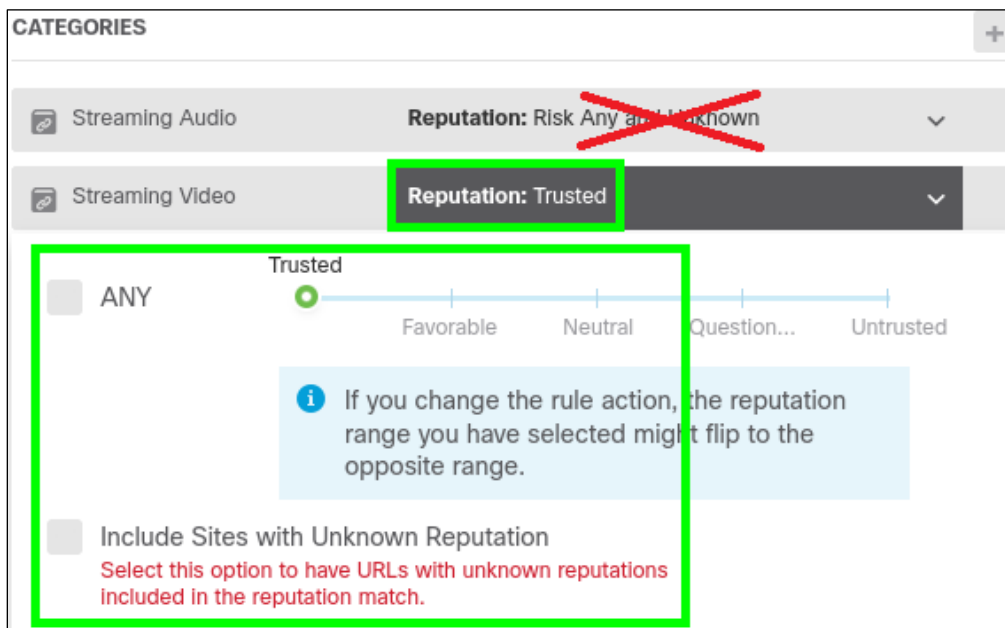 CATEGORIES
+
Streaming Audio Reputation: Risk Any and Unknown
Streaming Video Reputation: Trusted
Trusted
ANY
Favorable Neutral Question... Untrusted
If you change the rule action, the reputation
range you have selected might flip to the
opposite range.
Include Sites with Unknown Reputation
Select this option to have URLs with unknown reputations
included in the reputation match.